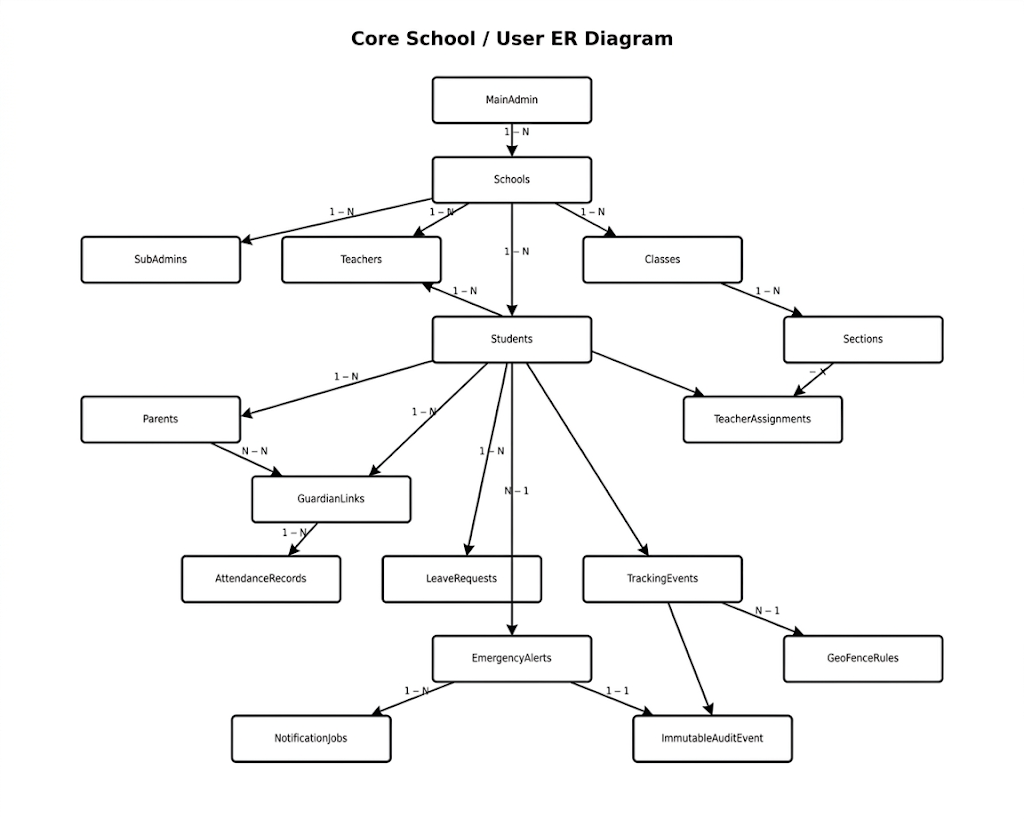 Core School / User ER Diagram
MainAdmin
1 – N
Schools
1 – N
1 – N
1 – N
SubAdmins
Teachers
1 – N
Classes
1 – N
1 – N
Students
Sections
– X
1 – N
1 – N
Parents
TeacherAssignments
N – N
1 – N
N – 1
GuardianLinks
1 – N
AttendanceRecords
LeaveRequests
TrackingEvents
N – 1
EmergencyAlerts
GeoFenceRules
1 – N
1 – 1
NotificationJobs
ImmutableAuditEvent